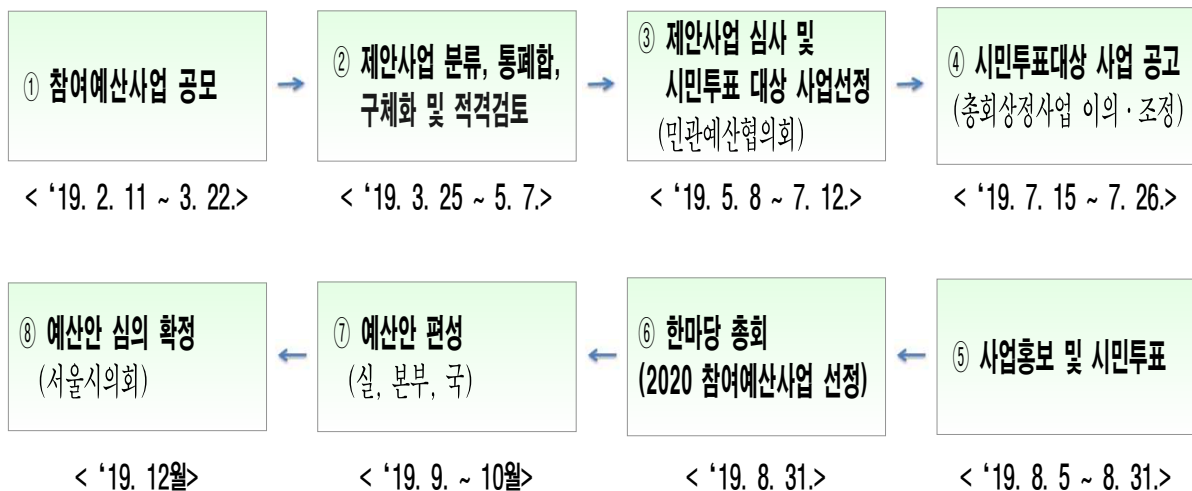 ① 참여예산사업 공모
② 제안사업 분류, 통폐합,
구체화 및 적격검토
③ 제안사업 심사 및
시민투표 대상 사업선정
(민관예산협의회)
④ 시민투표대상 사업 공고
(총회상정사업 이의·조정)
< ‘19. 2. 11 ~ 3. 22.>
< ‘19. 3. 25 ~ 5. 7.>
< ‘19. 5. 8 ~ 7. 12.>
< ‘19. 7. 15 ~ 7. 26.>
⑧ 예산안 심의 확정
(서울시의회)
⑦ 예산안 편성
(실, 본부, 국)
⑥ 한마당 총회
(2020 참여예산사업 선정)
⑤ 사업홍보 및 시민투표
< ‘19. 12월>
< ‘19. 9. ~ 10월>
< ‘19. 8. 31.>
< ‘19. 8. 5 ~ 8. 31.>